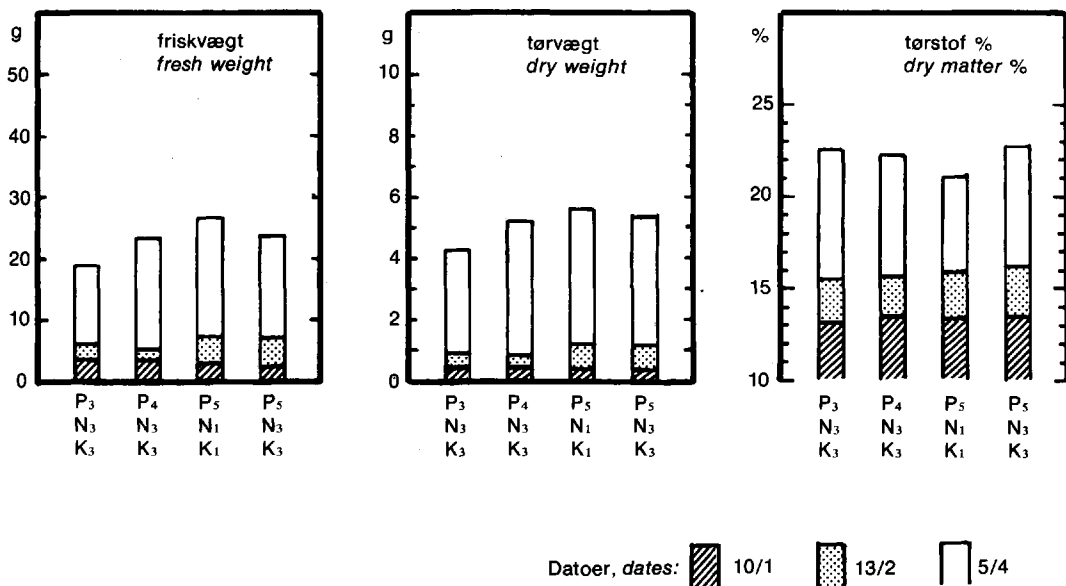 g
friskvægt
fresh weight
50
40
30
20
10
0
P₃ P₄ P₅ P₅
N₃ N₃ N₁ N₃
K₃ K₃ K₁ K₃
g
tørvægt
dry weight
10
8
6
4
2
0
P₃ P₄ P₅ P₅
N₃ N₃ N₁ N₃
K₃ K₃ K₁ K₃
%
tørstof %
dry matter %
25
20
15
10
P₃ P₄ P₅ P₅
N₃ N₃ N₁ N₃
K₃ K₃ K₁ K₃
Datoer, dates: 10/1 13/2 5/4